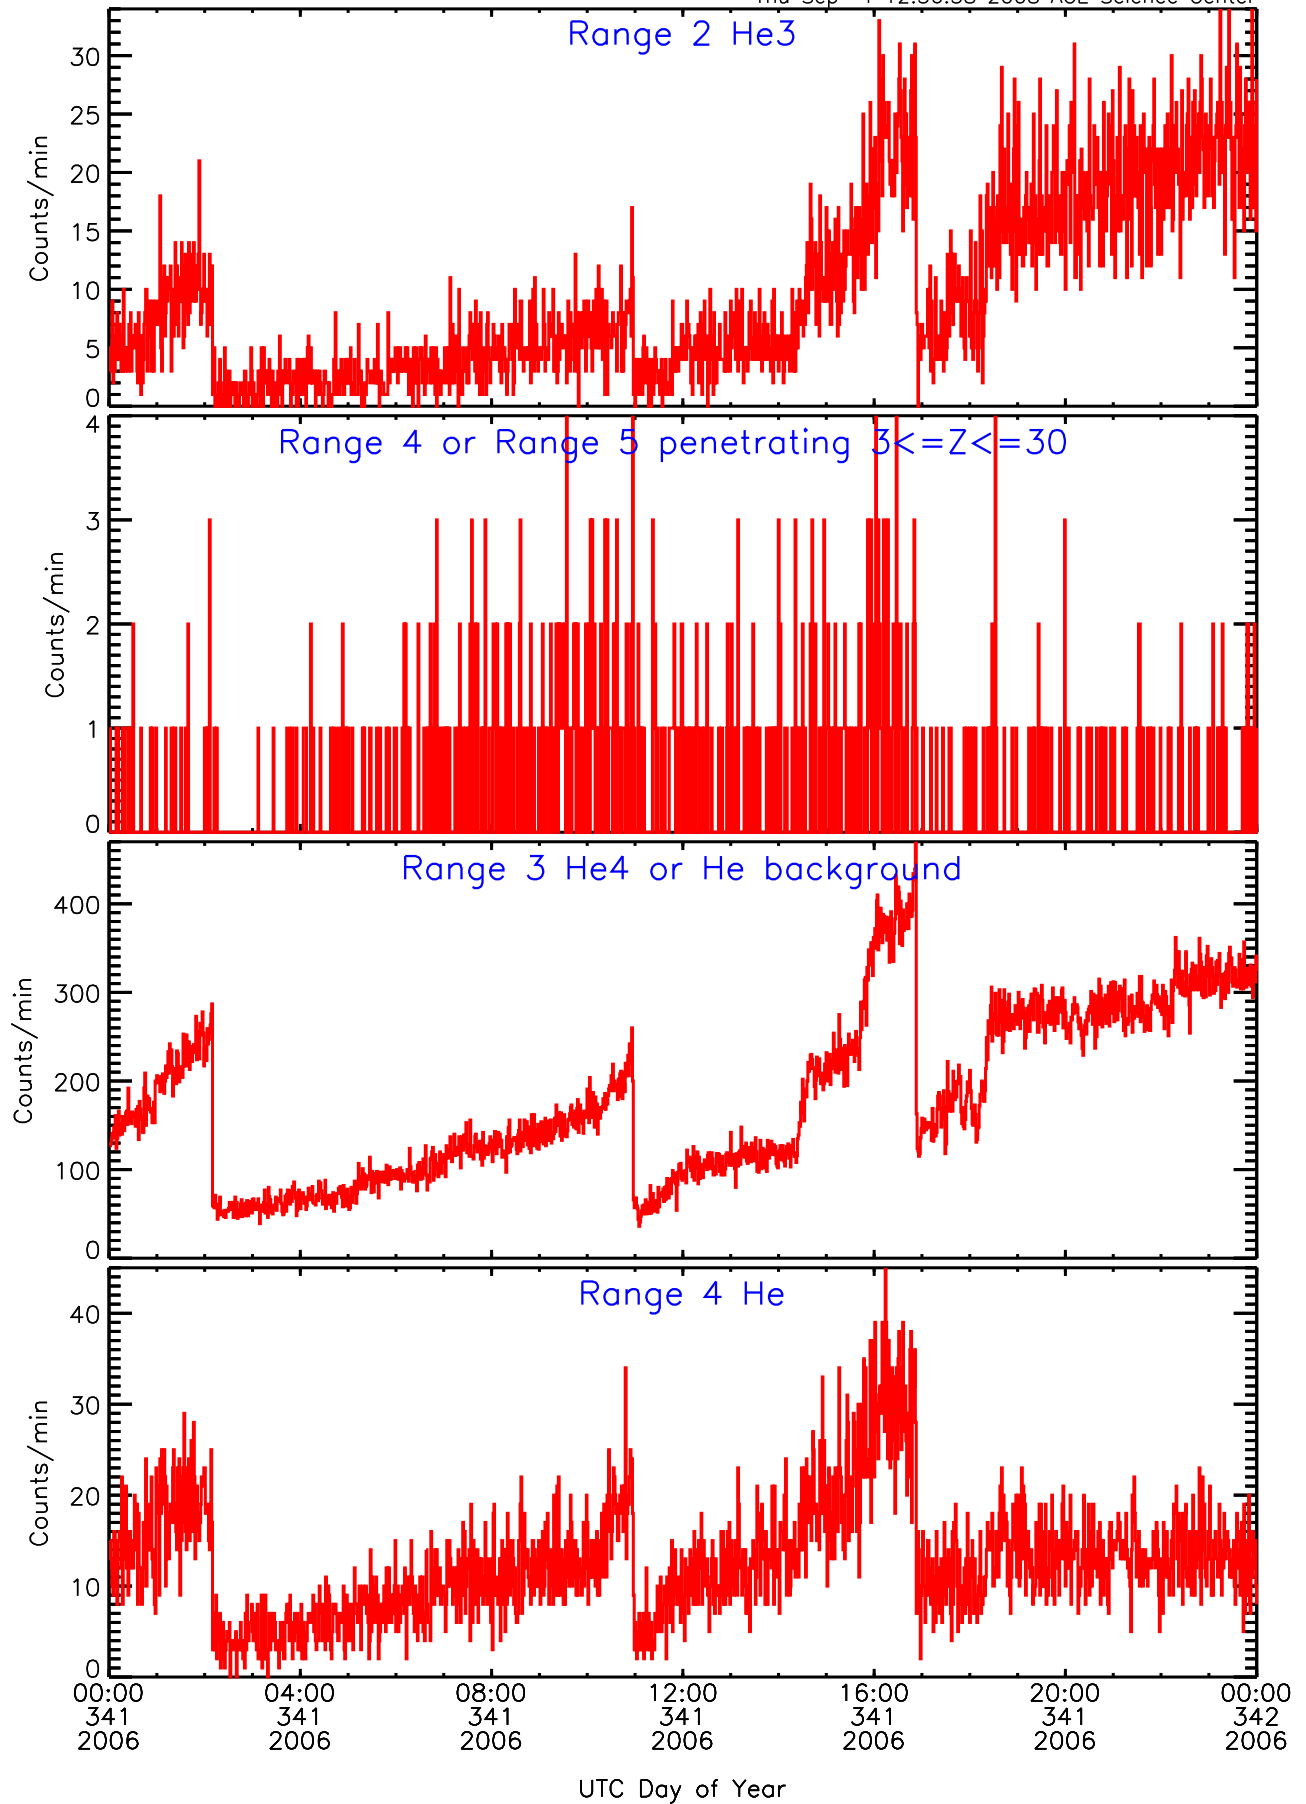 Range 2 He3
30
25
20
15
10
5
0
Counts/min
Range 4 or Range 5 penetrating 3<=Z<=30
4
3
2
1
0
Counts/min
Range 3 He4 or He background
400
300
200
100
0
Counts/min
Range 4 He
40
30
20
10
0
Counts/min
00:00 04:00 08:00 12:00 16:00 20:00 00:00
341 341 341 341 341 341 342
2006 2006 2006 2006 2006 2006 2006
UTC Day of Year